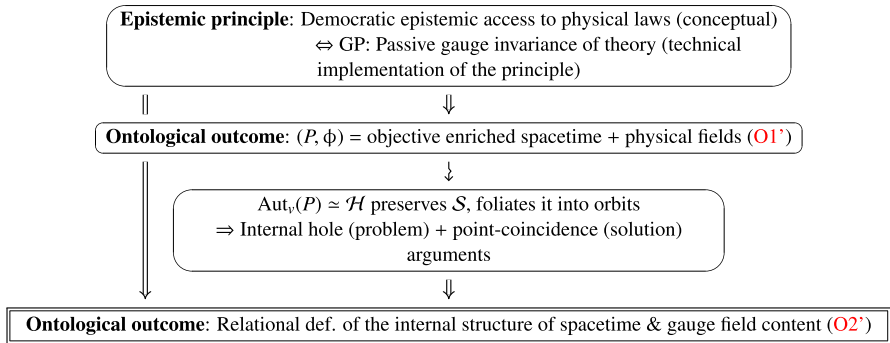 Epistemic principle: Democratic epistemic access to physical laws (conceptual)
⇔ GP: Passive gauge invariance of theory (technical
implementation of the principle)
Ontological outcome: (P, ϕ) = objective enriched spacetime + physical fields (O1’)
Autᵥ(P) ≃ ℋ preserves 𝒮, foliates it into orbits
⇒ Internal hole (problem) + point-coincidence (solution)
arguments
Ontological outcome: Relational def. of the internal structure of spacetime & gauge field content (O2’)